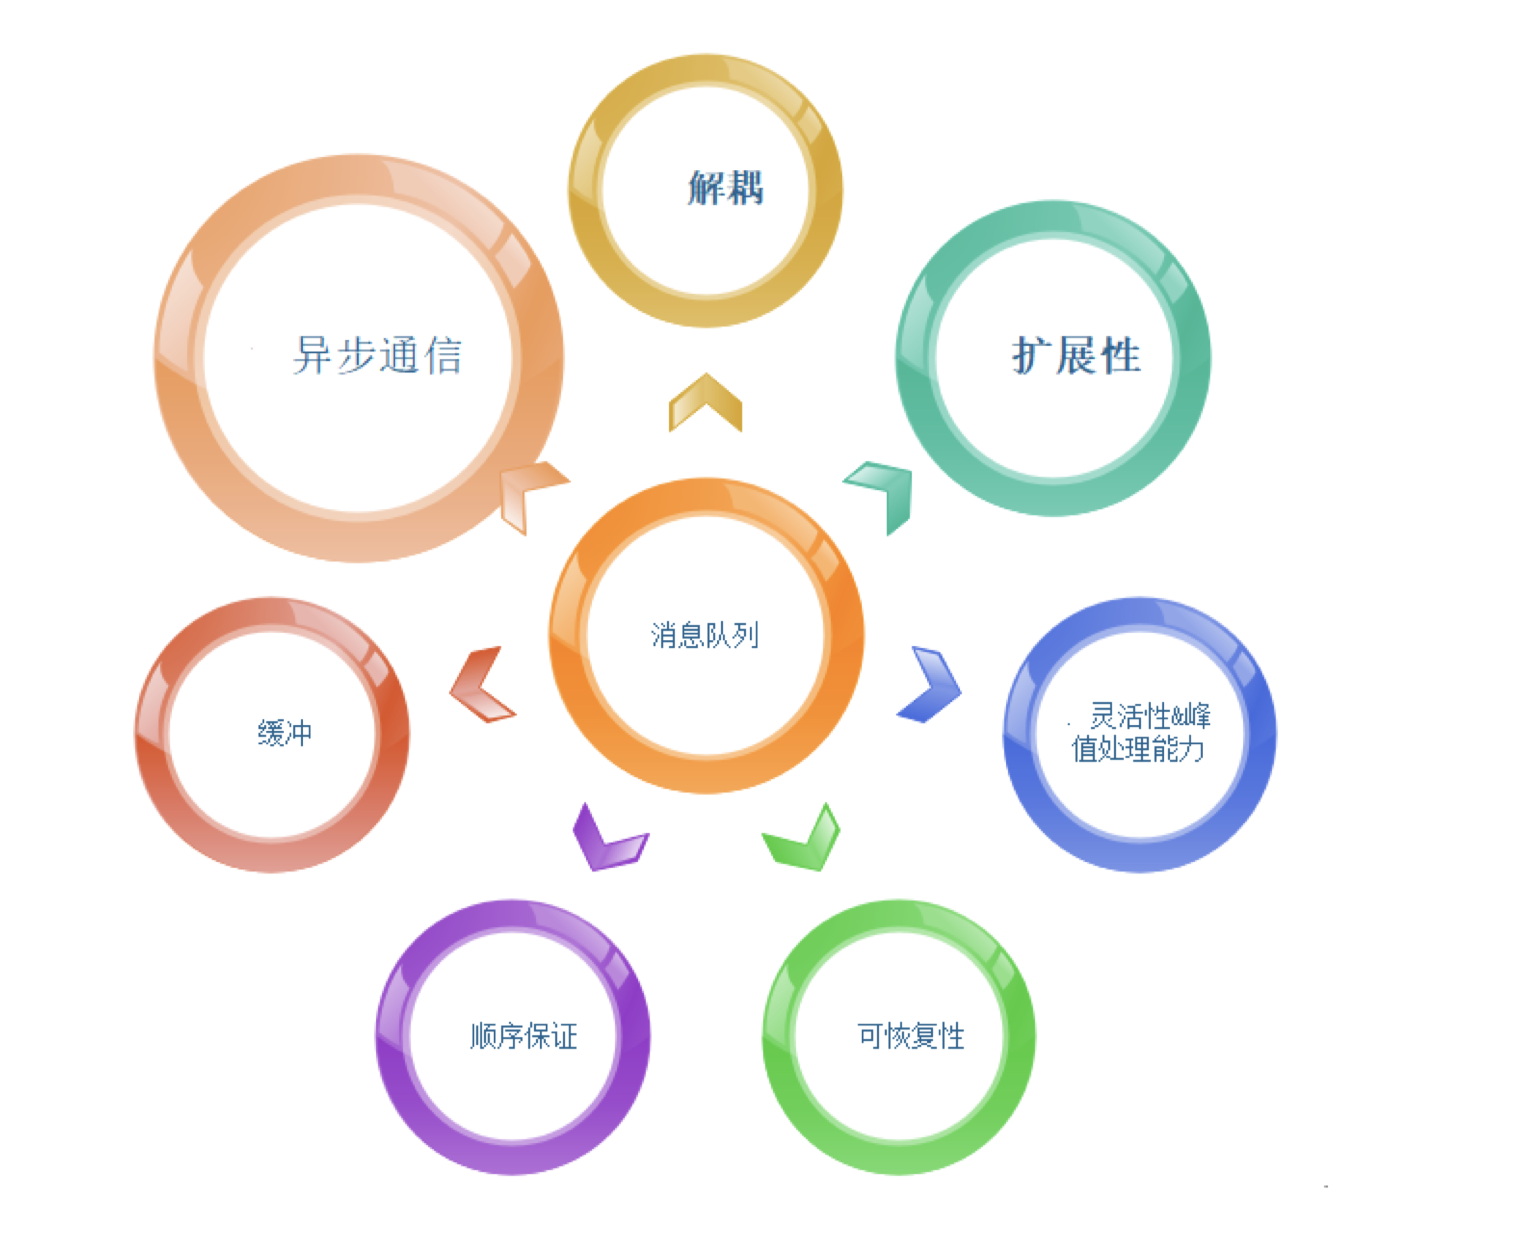 解耦
异步通信
扩展性
消息队列
缓冲
. 灵活性&峰
值处理能力
顺序保证
可恢复性